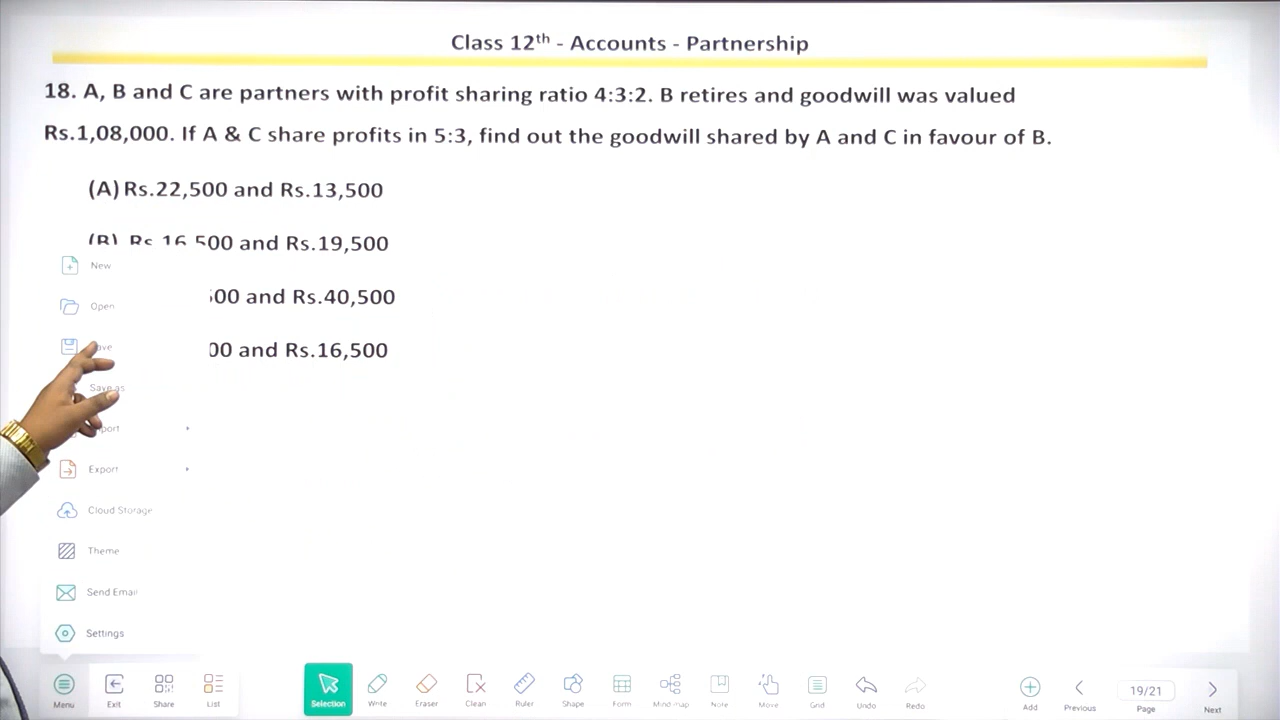 Class 12th - Accounts - Partnership
18. A, B and C are partners with profit sharing ratio 4:3:2. B retires and goodwill was valued
Rs.1,08,000. If A & C share profits in 5:3, find out the goodwill shared by A and C in favour of B.
(A) Rs.22,500 and Rs.13,500
(B) Rs.16,500 and Rs.19,500
500 and Rs.40,500
00 and Rs.16,500
New
Open
Save as
Export
Cloud Storage
Theme
Send Email
Settings
Menu
Exit
Share
List
Selection
Write
Eraser
Clean
Ruler
Shape
Form
Mind map
Note
Move
Grid
Undo
Redo
Add
Previous
19/21
Page
Next